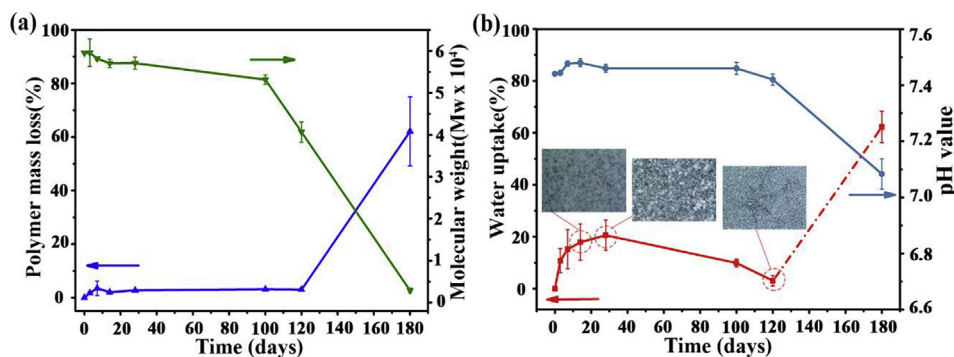 (a)
Polymer mass loss(%)
100
80
60
40
20
0
0 20 40 60 80 100 120 140 160 180
Time (days)
6
5
4
3
2
1
0
Molecular weight(Mw x 10⁴)
(b)
Water uptake(%)
100
80
60
40
20
0
0 20 40 60 80 100 120 140 160 180
Time (days)
7.6
7.4
7.2
7.0
6.8
6.6
pH value